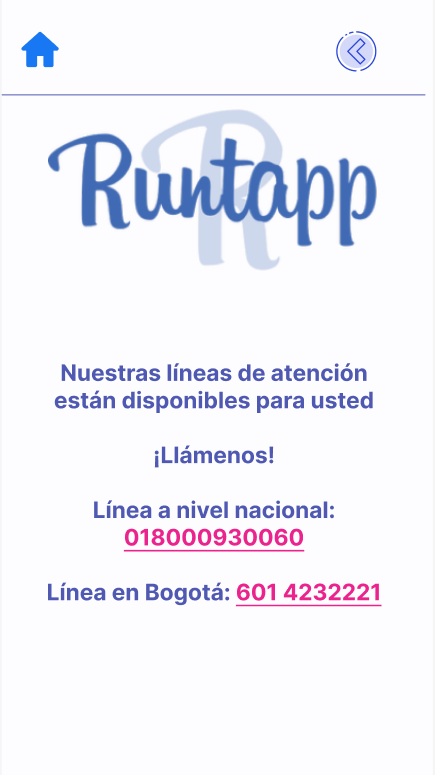 Runtapp
Nuestras líneas de atención
están disponibles para usted
¡Llámenos!
Línea a nivel nacional:
018000930060
Línea en Bogotá: 601 4232221